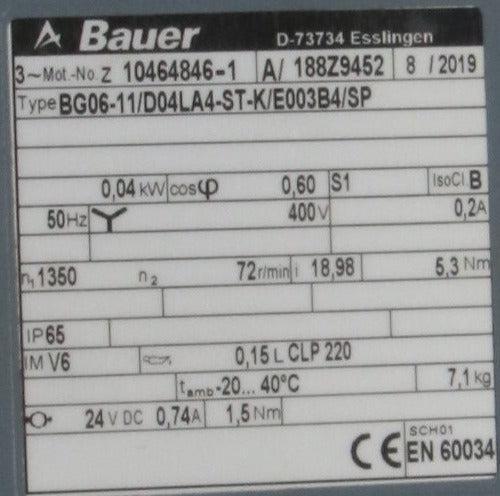 Bauer D-73734 Esslingen
3~Mot.-No. Z 10464846-1 A/ 188Z9452 8 / 2019
Type BG06-11/D04LA4-ST-K/E003B4/SP
0,04 kW cosφ 0,60 S1 IsoCl B
50Hz 400V 0,2A
n1 1350 n2 72r/min i 18,98 5,3 Nm
IP65
IM V6 0,15 L CLP 220
tamb -20... 40°C 7,1 kg
24 V DC 0,74A 1,5 Nm
SCH01
CE EN 60034